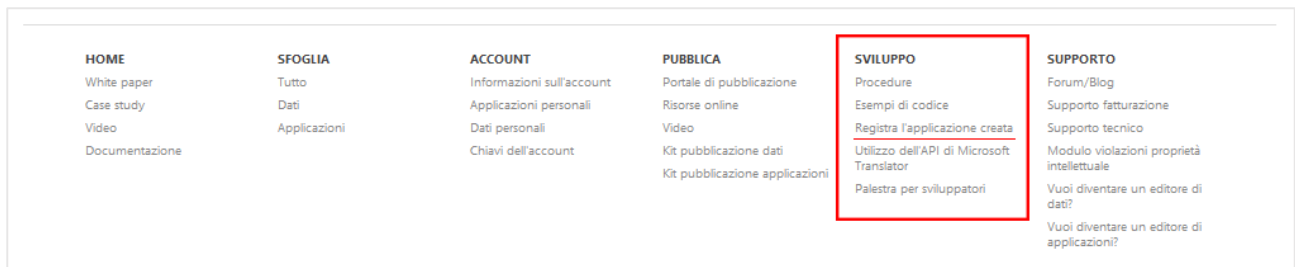 HOME
White paper
Case study
Video
Documentazione
SFOGLIA
Tutto
Dati
Applicazioni
ACCOUNT
Informazioni sull'account
Applicazioni personali
Dati personali
Chiavi dell'account
PUBBLICA
Portale di pubblicazione
Risorse online
Video
Kit pubblicazione dati
Kit pubblicazione applicazioni
SVILUPPO
Procedure
Esempi di codice
Registra l'applicazione creata
Utilizzo dell'API di Microsoft
Translator
Palestra per sviluppatori
SUPPORTO
Forum/Blog
Supporto fatturazione
Supporto tecnico
Modulo violazioni proprietà
intellettuale
Vuoi diventare un editore di
dati?
Vuoi diventare un editore di
applicazioni?